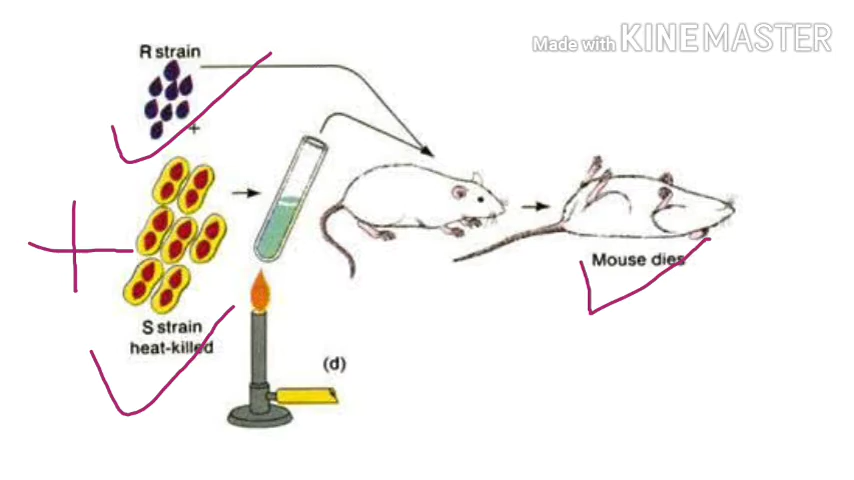 Made with KINEMASTER
R strain
+
S strain
heat-killed
(d)
Mouse dies